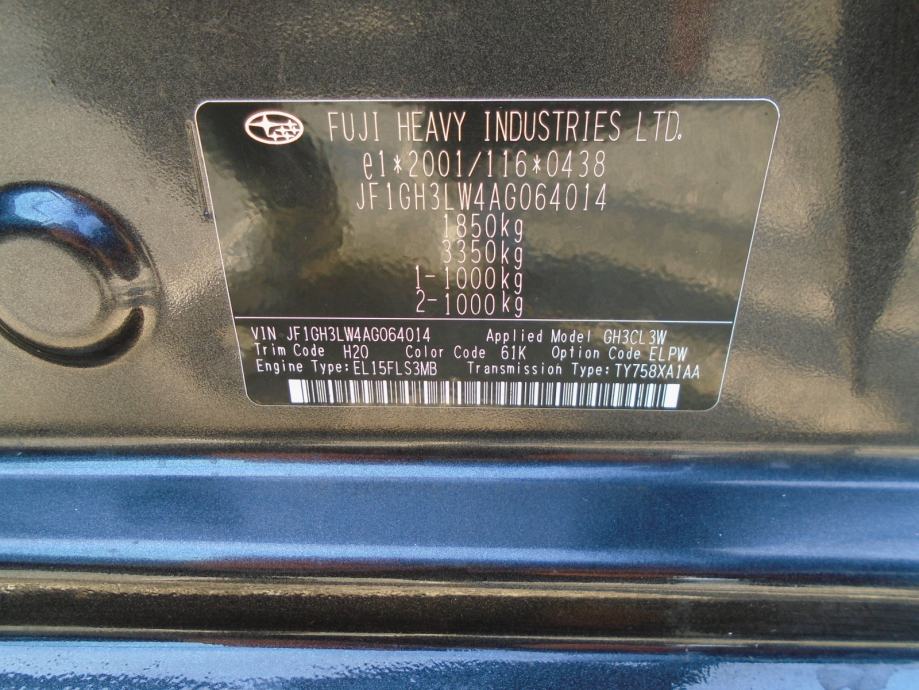 FUJI HEAVY INDUSTRIES LTD.
e1*2001/116*0438
JF1GH3LW4AG064014
1850kg
3350kg
1-1000kg
2-1000kg
VIN JF1GH3LW4AG064014 Applied Model GH3CL3W
Trim Code H20 Color Code 61K Option Code ELPW
Engine Type:EL15FLS3MB Transmission Type:TY758XA1AA